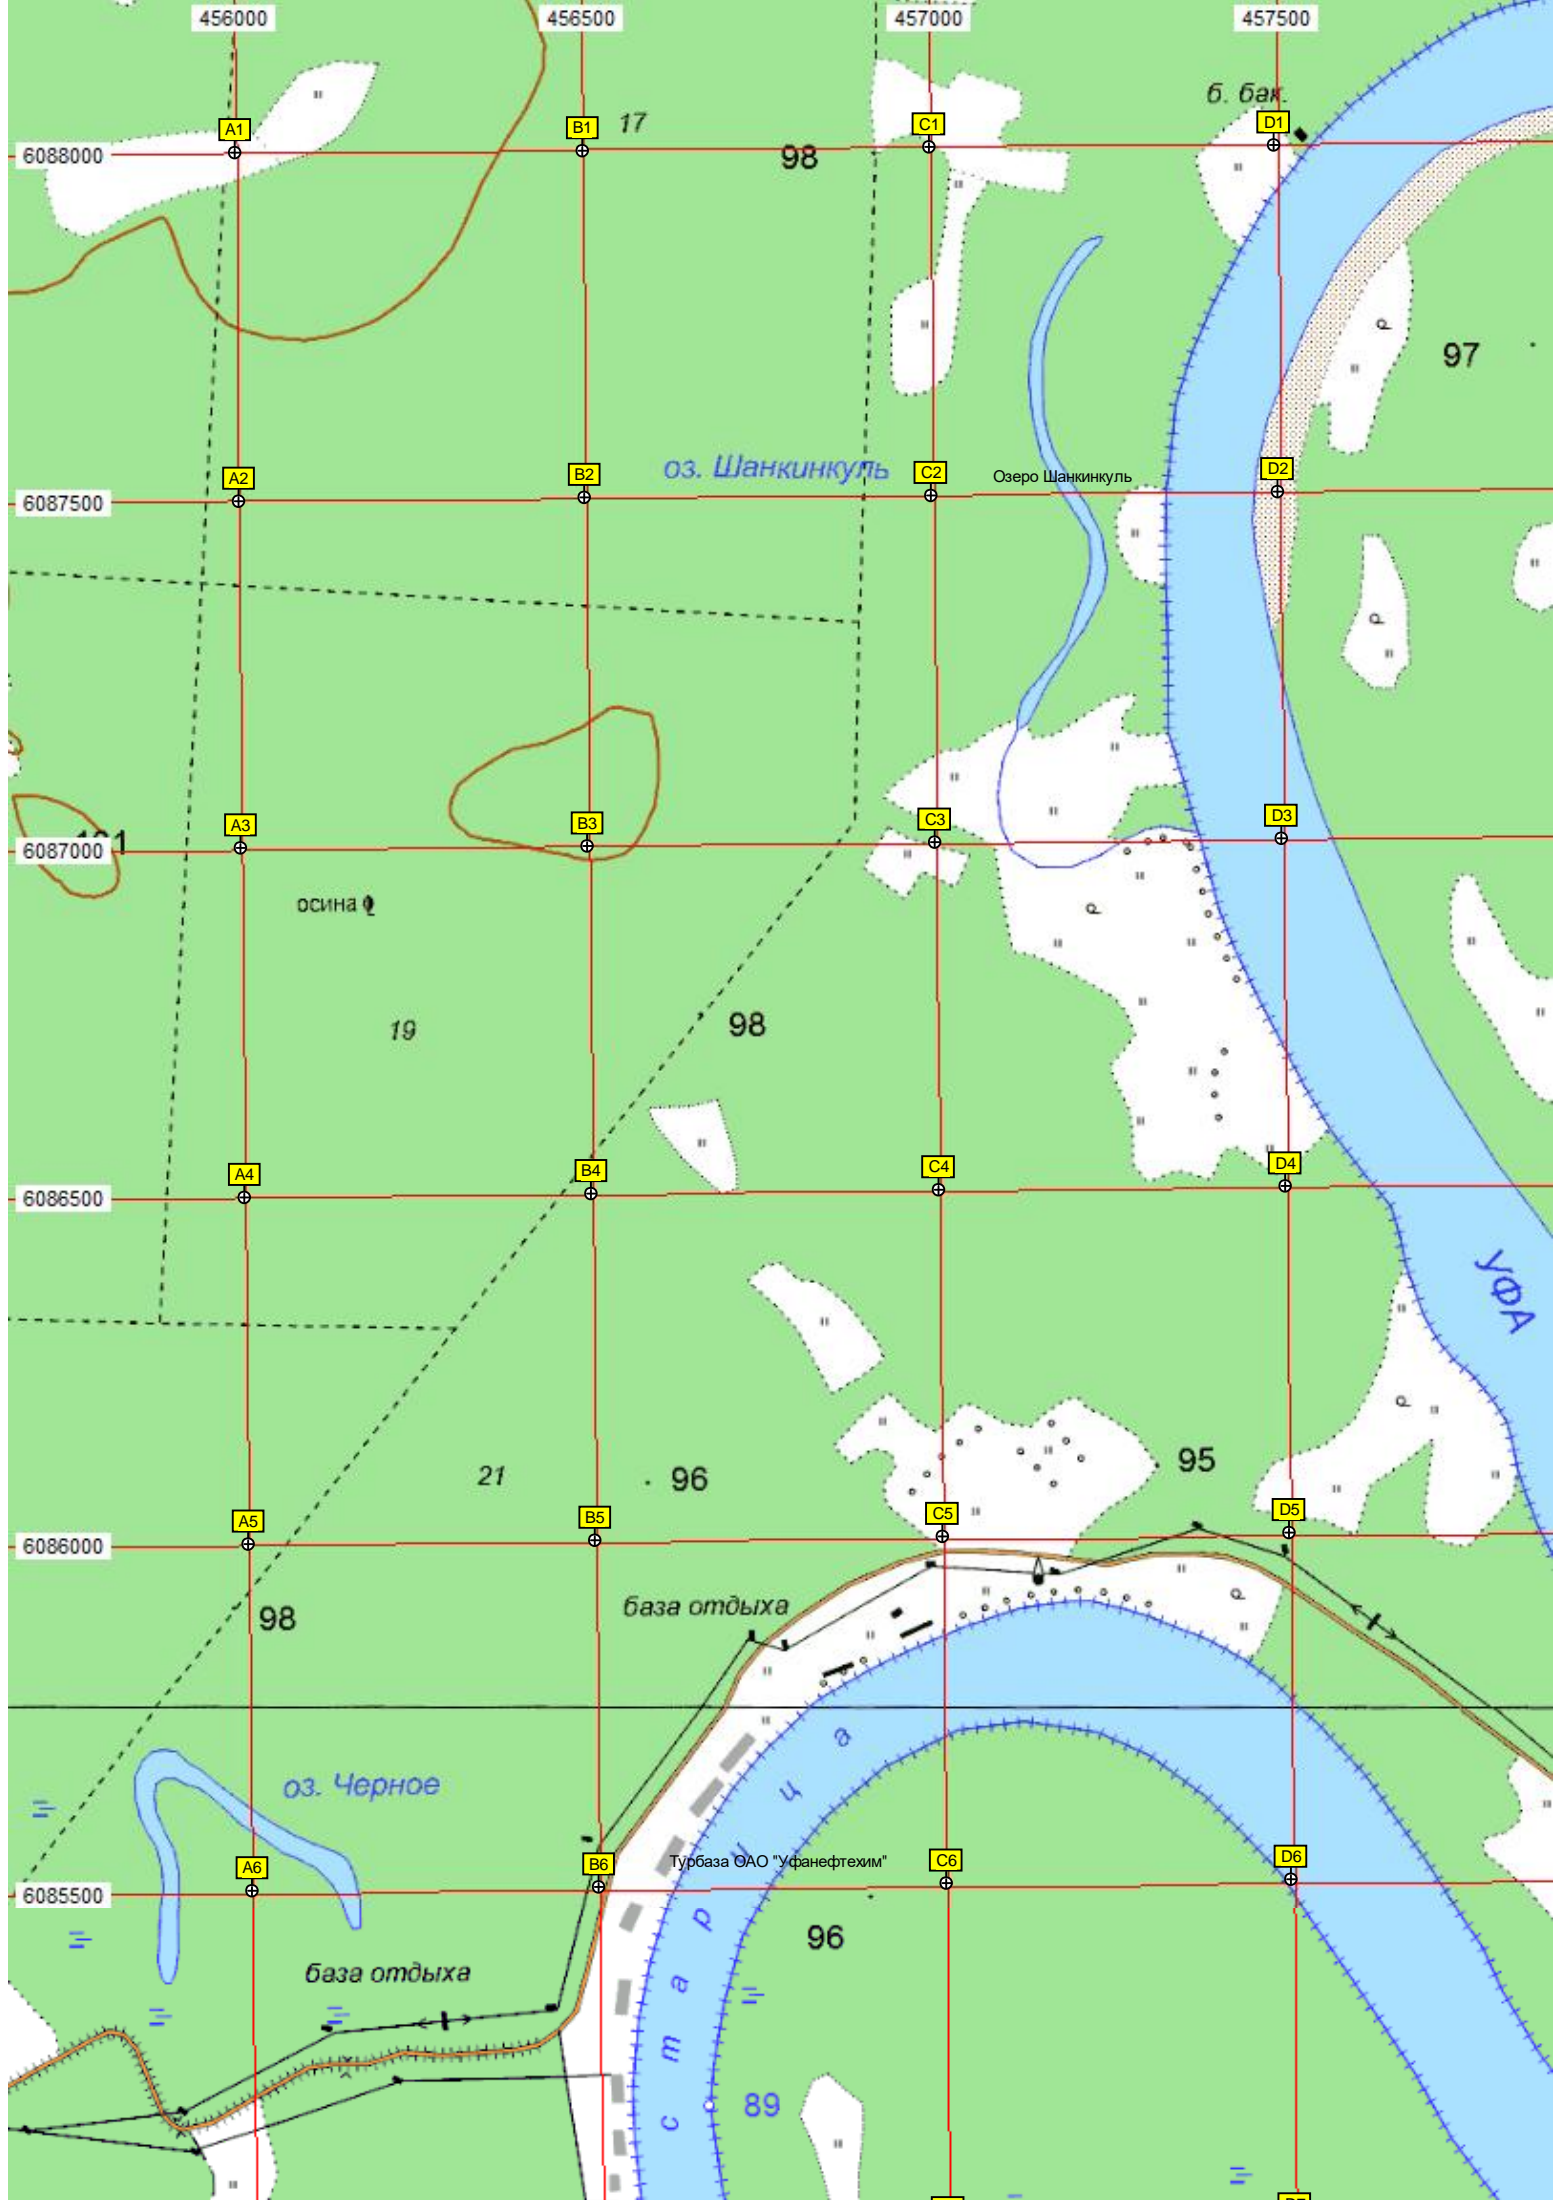 456000 456500 457000 457500
б. бак.
A1 B1 17 C1 D1
6088000 98
97
оз. Шанкинкуль
A2 B2 C2 Озеро Шанкинкуль D2
6087500
A3 B3 C3 D3
6087000
осина
19 98
A4 B4 C4 D4
6086500
УФА
21 96 95
A5 B5 C5 D5
6086000
98 база отдыха
оз. Черное
A6 B6 Турбаза ОАО "Уфанефтехим" C6 D6
6085500
96
база отдыха
старица
89